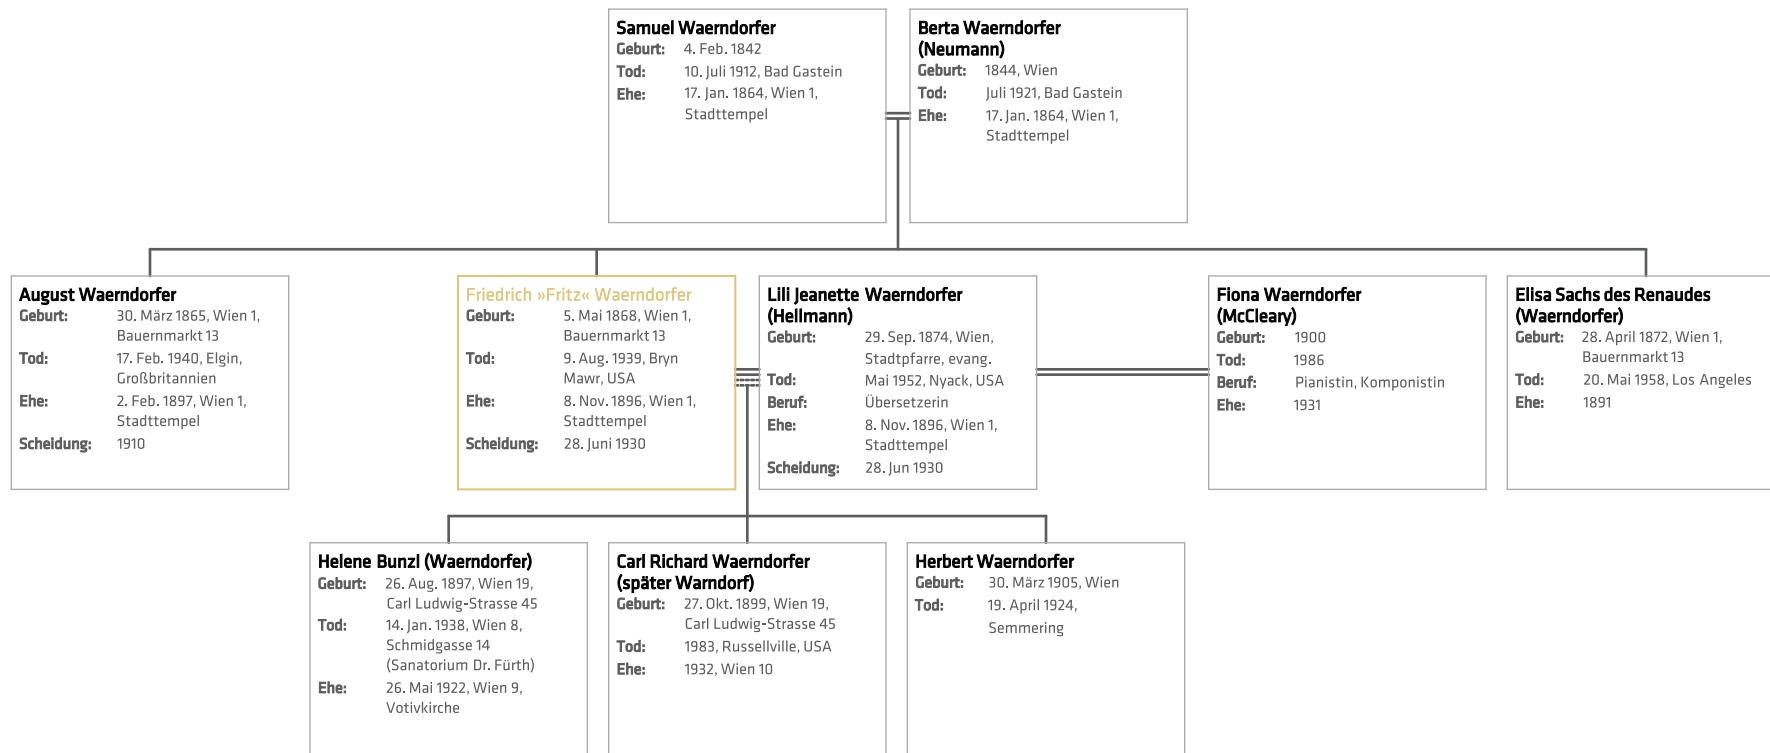 Samuel Waerndorfer
Geburt: 4. Feb. 1842
Tod: 10. Juli 1912, Bad Gastein
Ehe: 17. Jan. 1864, Wien 1,
Stadttempel
Berta Waerndorfer
(Neumann)
Geburt: 1844, Wien
Tod: Juli 1921, Bad Gastein
Ehe: 17. Jan. 1864, Wien 1,
Stadttempel
August Waerndorfer
Geburt: 30. März 1865, Wien 1,
Bauernmarkt 13
Tod: 17. Feb. 1940, Elgin,
Großbritannien
Ehe: 2. Feb. 1897, Wien 1,
Stadttempel
Scheidung: 1910
Friedrich »Fritz« Waerndorfer
Geburt: 5. Mai 1868, Wien 1,
Bauernmarkt 13
Tod: 9. Aug. 1939, Bryn
Mawr, USA
Ehe: 8. Nov. 1896, Wien 1,
Stadttempel
Scheidung: 28. Juni 1930
Lili Jeanette Waerndorfer
(Hellmann)
Geburt: 29. Sep. 1874, Wien,
Stadtpfarre, evang.
Tod: Mai 1952, Nyack, USA
Beruf: Übersetzerin
Ehe: 8. Nov. 1896, Wien 1,
Stadttempel
Scheidung: 28. Jun 1930
Fiona Waerndorfer
(McCleary)
Geburt: 1900
Tod: 1986
Beruf: Pianistin, Komponistin
Ehe: 1931
Elisa Sachs des Renaudes
(Waerndorfer)
Geburt: 28. April 1872, Wien 1,
Bauernmarkt 13
Tod: 20. Mai 1958, Los Angeles
Ehe: 1891
Helene Bunzl (Waerndorfer)
Geburt: 26. Aug. 1897, Wien 19,
Carl Ludwig-Strasse 45
Tod: 14. Jan. 1938, Wien 8,
Schmidgasse 14
(Sanatorium Dr. Fürth)
Ehe: 26. Mai 1922, Wien 9,
Votivkirche
Carl Richard Waerndorfer
(später Warndorf)
Geburt: 27. Okt. 1899, Wien 19,
Carl Ludwig-Strasse 45
Tod: 1983, Russellville, USA
Ehe: 1932, Wien 10
Herbert Waerndorfer
Geburt: 30. März 1905, Wien
Tod: 19. April 1924,
Semmering